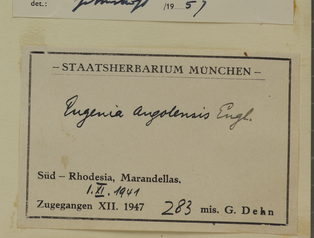 det.: /19 57
– STAATSHERBARIUM MÜNCHEN –
Eugenia angolensis Engl.
Süd – Rhodesia, Marandellas.
1.XI. 1941
Zugegangen XII. 1947 283 mis. G. Dehn